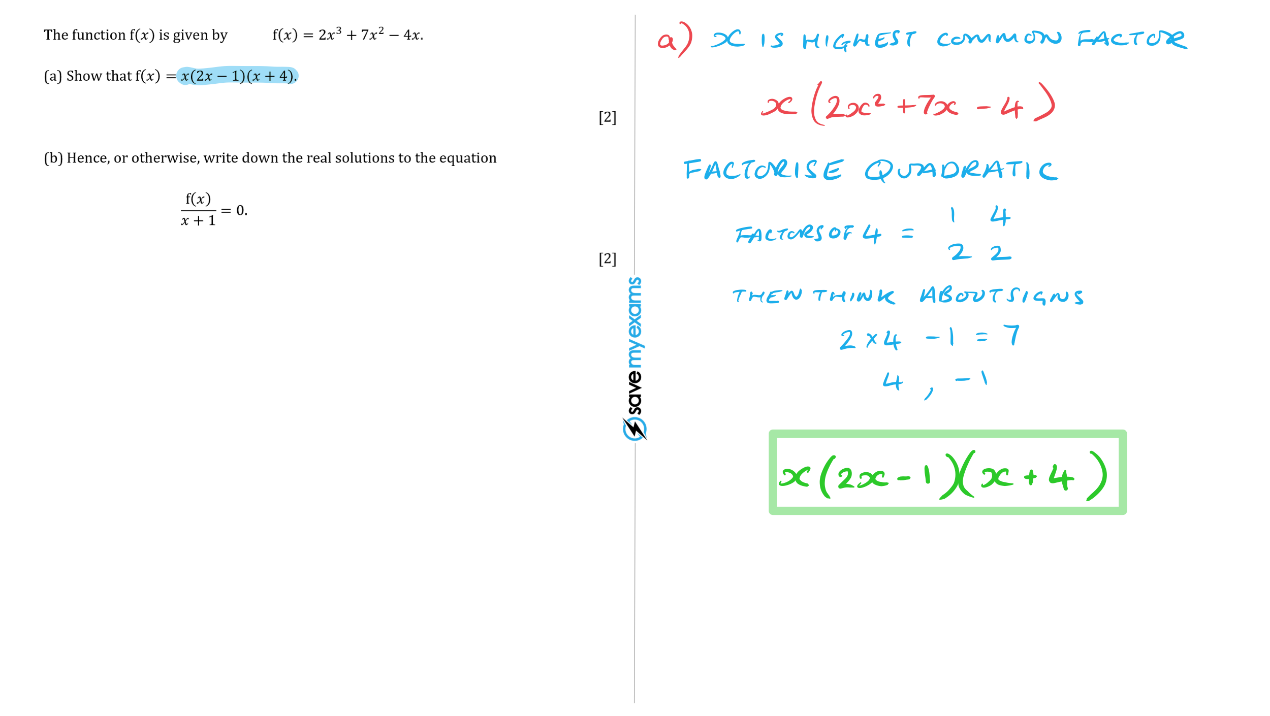 The function f(x) is given by f(x) = 2x³ + 7x² − 4x.
(a) Show that f(x) = x(2x − 1)(x + 4).
[2]
(b) Hence, or otherwise, write down the real solutions to the equation
f(x)
x + 1 = 0.
[2]
save my exams
a) x IS HIGHEST COMMON FACTOR
x (2x² + 7x − 4)
FACTORISE QUADRATIC
FACTORS OF 4 = 1 4
2 2
THEN THINK ABOUT SIGNS
2 × 4 − 1 = 7
4 , − 1
x (2x − 1)(x + 4)